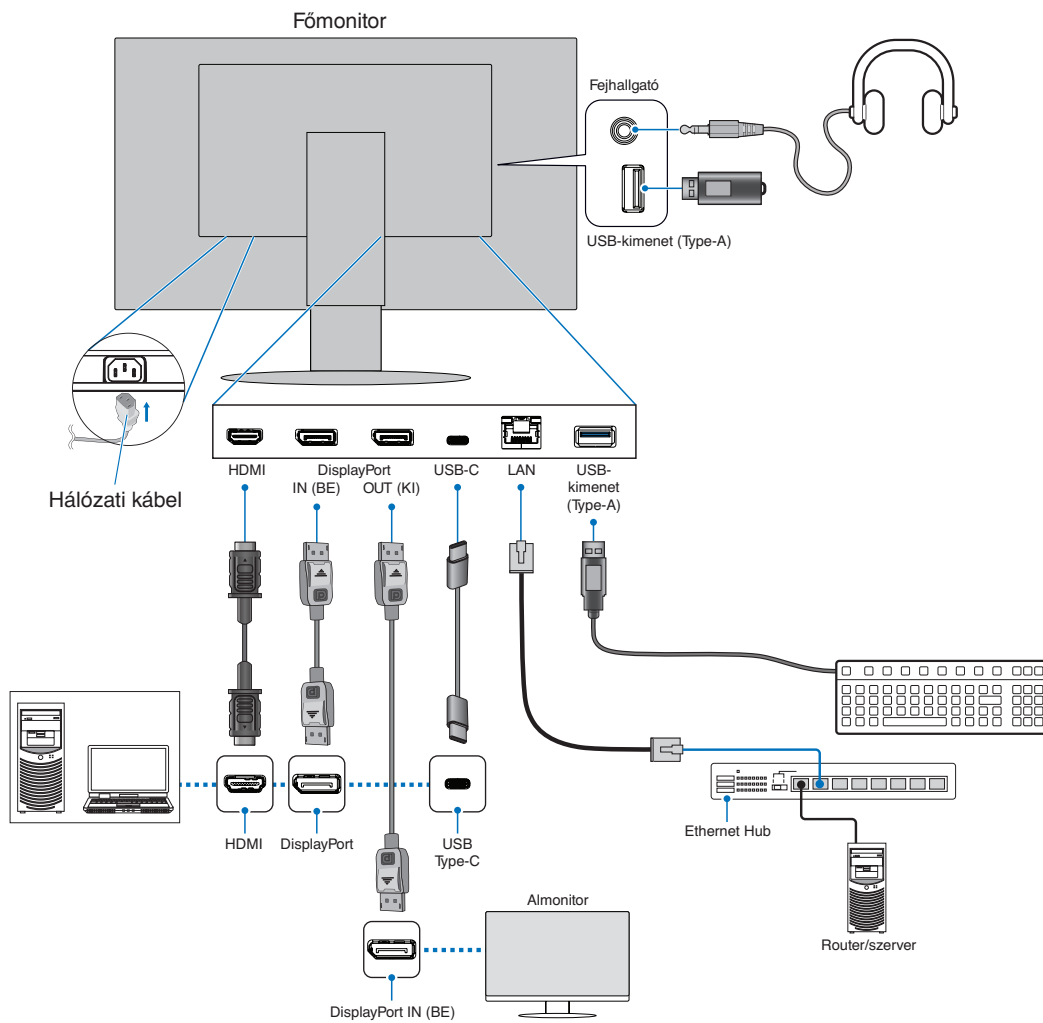 Főmonitor
Fejhallgató
USB-kimenet (Type-A)
Hálózati kábel
HDMI
DisplayPort
IN (BE) OUT (KI)
USB-C
LAN
USB-
kimenet
(Type-A)
HDMI
DisplayPort
USB
Type-C
Ethernet Hub
Router/szerver
Almonitor
DisplayPort IN (BE)